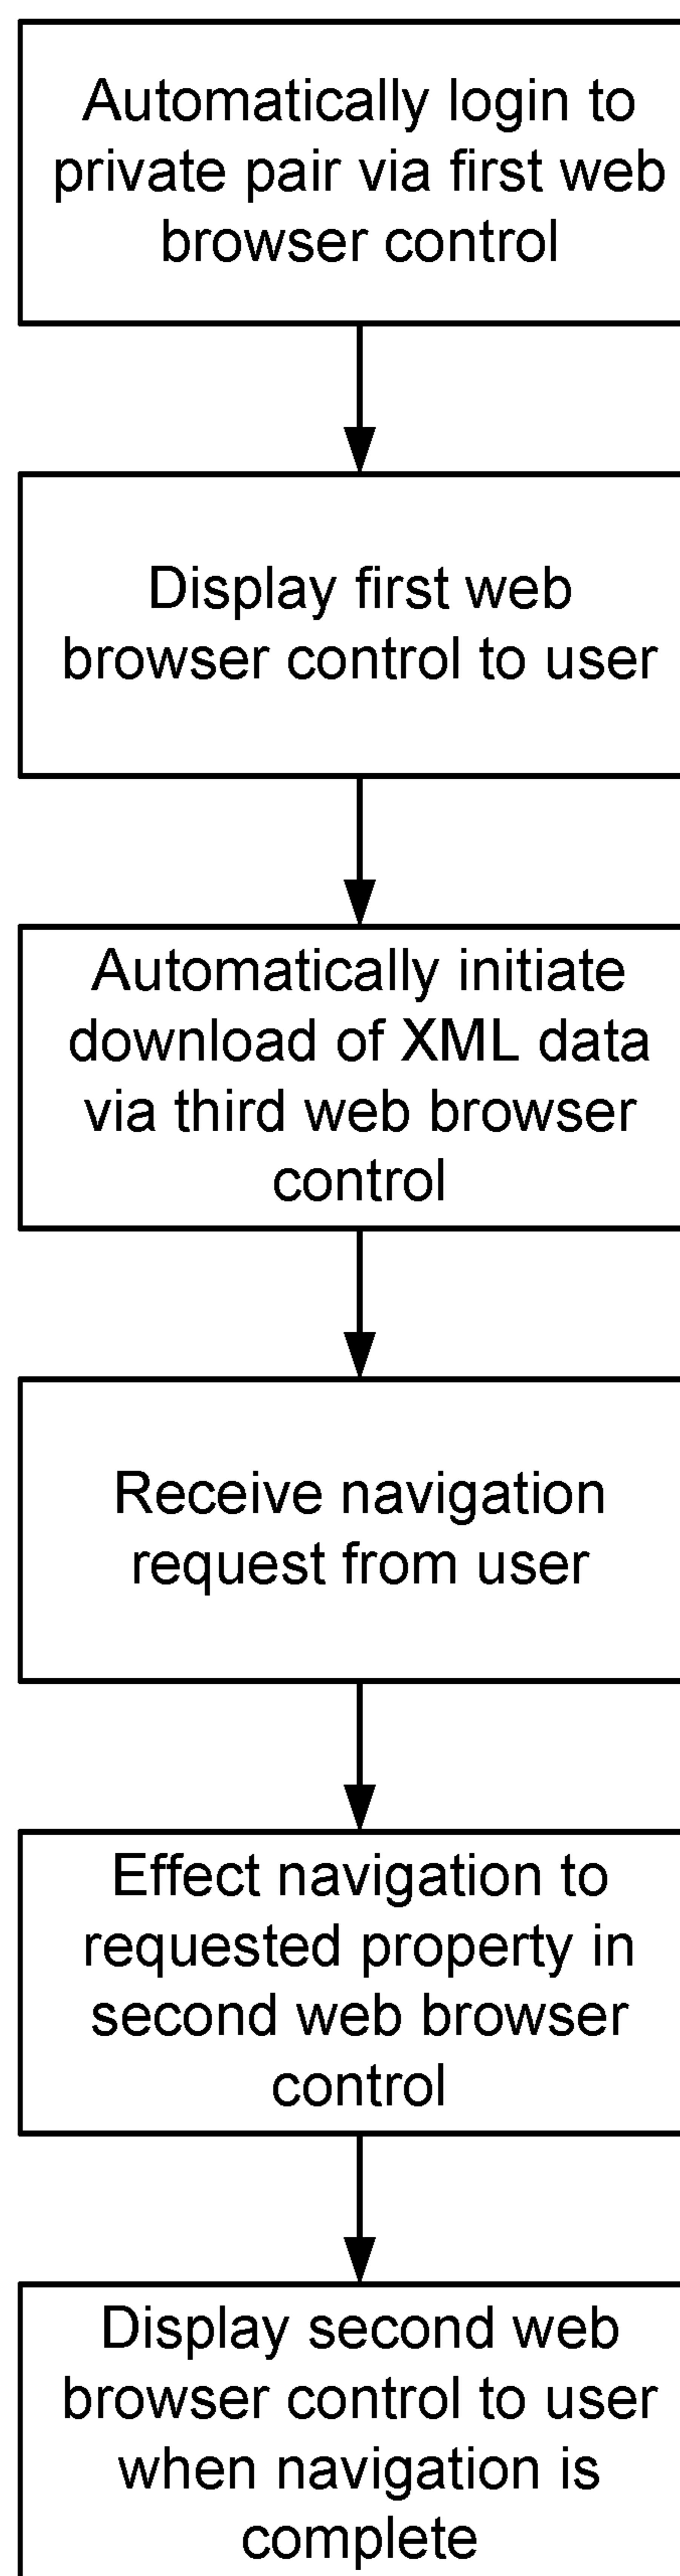 Automatically login to
private pair via first web
browser control
Display first web
browser control to user
Automatically initiate
download of XML data
via third web browser
control
Receive navigation
request from user
Effect navigation to
requested property in
second web browser
control
Display second web
browser control to user
when navigation is
complete